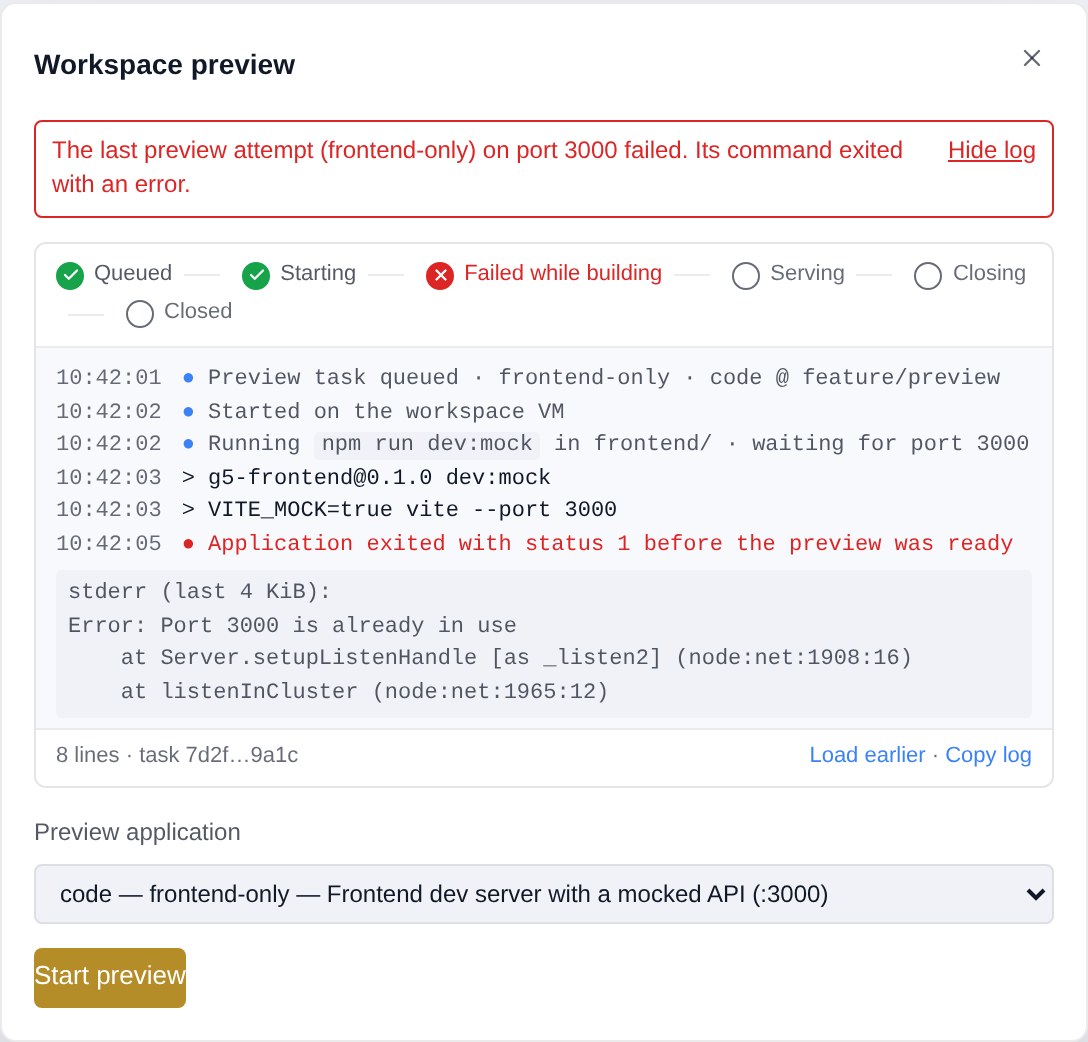 Workspace preview
The last preview attempt (frontend-only) on port 3000 failed. Its command exited
with an error.
Hide log
Queued
Starting
Failed while building
Serving
Closing
Closed
10:42:01 ● Preview task queued · frontend-only · code @ feature/preview
10:42:02 ● Started on the workspace VM
10:42:02 ● Running npm run dev:mock in frontend/ · waiting for port 3000
10:42:03 > g5-frontend@0.1.0 dev:mock
10:42:03 > VITE_MOCK=true vite --port 3000
10:42:05 ● Application exited with status 1 before the preview was ready
stderr (last 4 KiB):
Error: Port 3000 is already in use
    at Server.setupListenHandle [as _listen2] (node:net:1908:16)
    at listenInCluster (node:net:1965:12)
8 lines · task 7d2f…9a1c
Load earlier · Copy log
Preview application
code — frontend-only — Frontend dev server with a mocked API (:3000)
Start preview